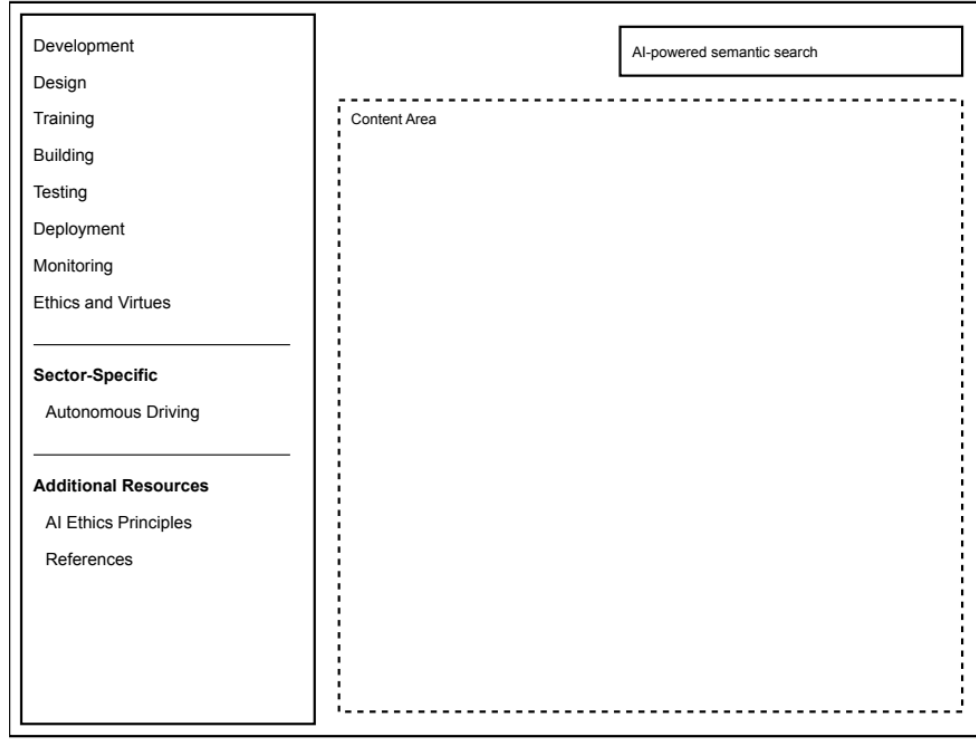 Development
Design
Training
Building
Testing
Deployment
Monitoring
Ethics and Virtues
Sector-Specific
Autonomous Driving
Additional Resources
AI Ethics Principles
References
AI-powered semantic search
Content Area